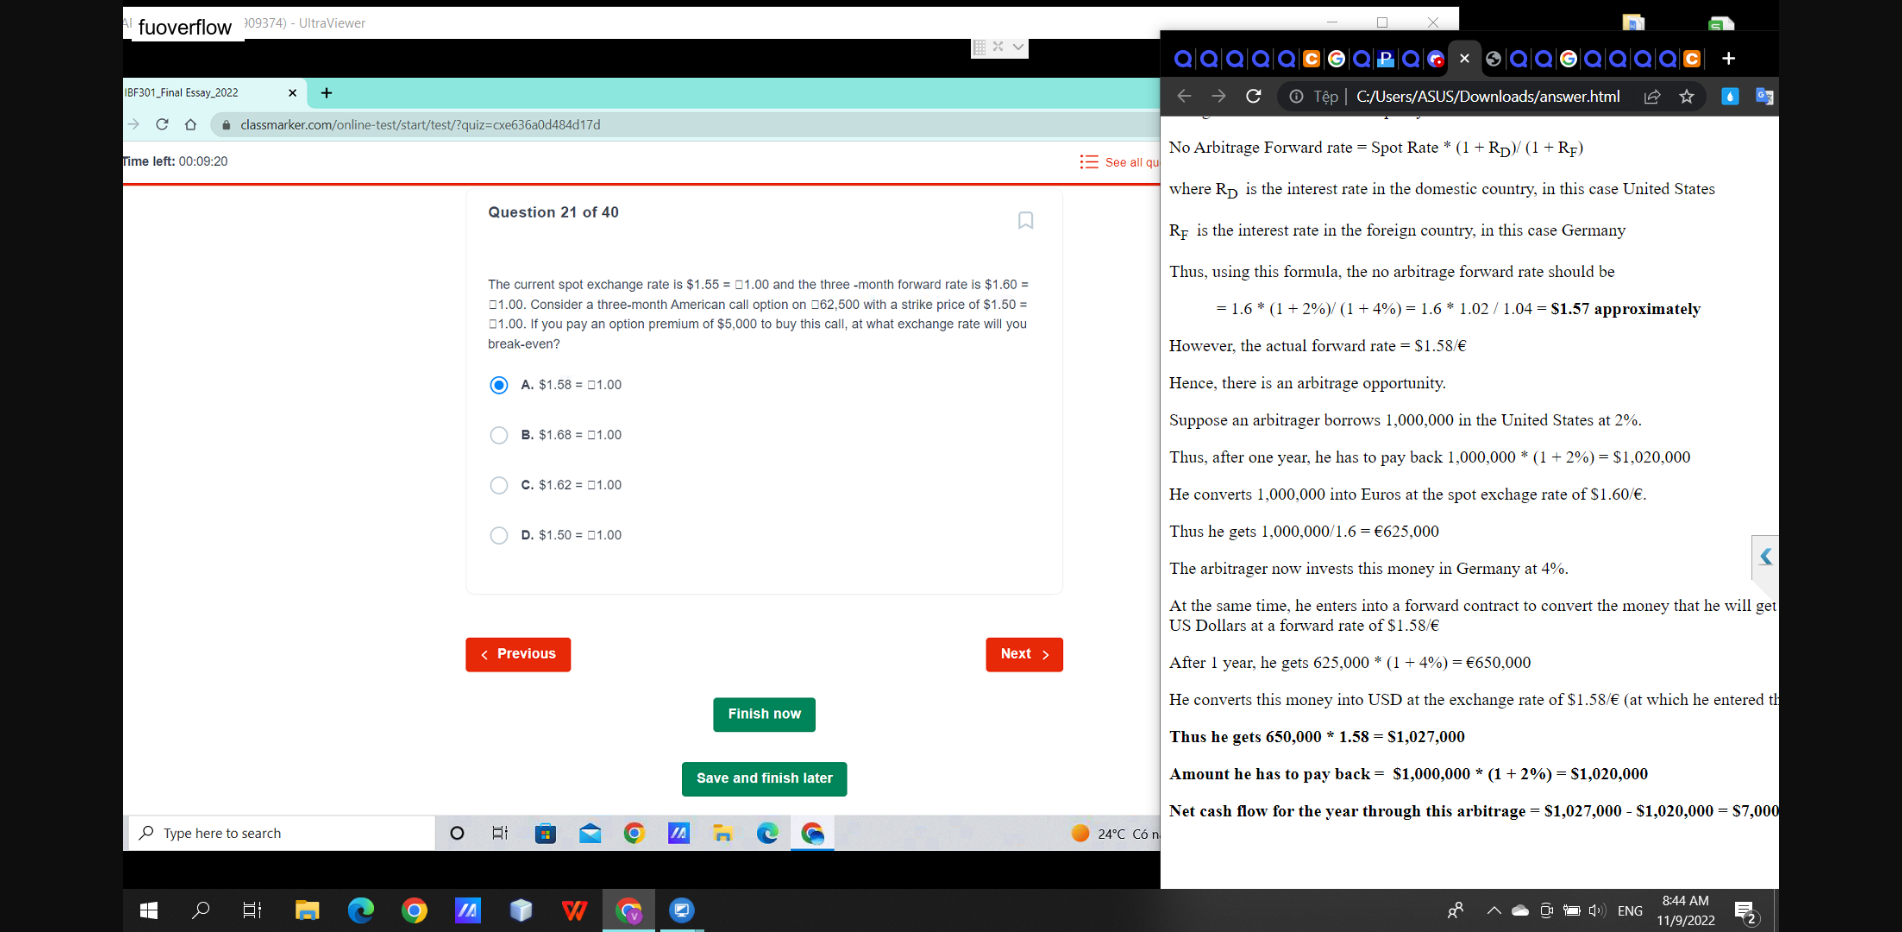 fuoverflow
909374) - UltraViewer
IBF301_Final Essay_2022
classmarker.com/online-test/start/test/?quiz=cxe636a0d484d17d
Time left: 00:09:20
See all qu
Question 21 of 40
The current spot exchange rate is $1.55 = □1.00 and the three -month forward rate is $1.60 =
□1.00. Consider a three-month American call option on □62,500 with a strike price of $1.50 =
□1.00. If you pay an option premium of $5,000 to buy this call, at what exchange rate will you
break-even?
A. $1.58 = □1.00
B. $1.68 = □1.00
C. $1.62 = □1.00
D. $1.50 = □1.00
Previous
Next
Finish now
Save and finish later
Type here to search
24°C Có n
Tệp
C:/Users/ASUS/Downloads/answer.html
No Arbitrage Forward rate = Spot Rate * (1 + RD)/ (1 + RF)
where RD is the interest rate in the domestic country, in this case United States
RF is the interest rate in the foreign country, in this case Germany
Thus, using this formula, the no arbitrage forward rate should be
= 1.6 * (1 + 2%)/ (1 + 4%) = 1.6 * 1.02 / 1.04 = $1.57 approximately
However, the actual forward rate = $1.58/€
Hence, there is an arbitrage opportunity.
Suppose an arbitrager borrows 1,000,000 in the United States at 2%.
Thus, after one year, he has to pay back 1,000,000 * (1 + 2%) = $1,020,000
He converts 1,000,000 into Euros at the spot exchage rate of $1.60/€.
Thus he gets 1,000,000/1.6 = €625,000
The arbitrager now invests this money in Germany at 4%.
At the same time, he enters into a forward contract to convert the money that he will get
US Dollars at a forward rate of $1.58/€
After 1 year, he gets 625,000 * (1 + 4%) = €650,000
He converts this money into USD at the exchange rate of $1.58/€ (at which he entered th
Thus he gets 650,000 * 1.58 = $1,027,000
Amount he has to pay back = $1,000,000 * (1 + 2%) = $1,020,000
Net cash flow for the year through this arbitrage = $1,027,000 - $1,020,000 = $7,000
ENG
8:44 AM
11/9/2022
2